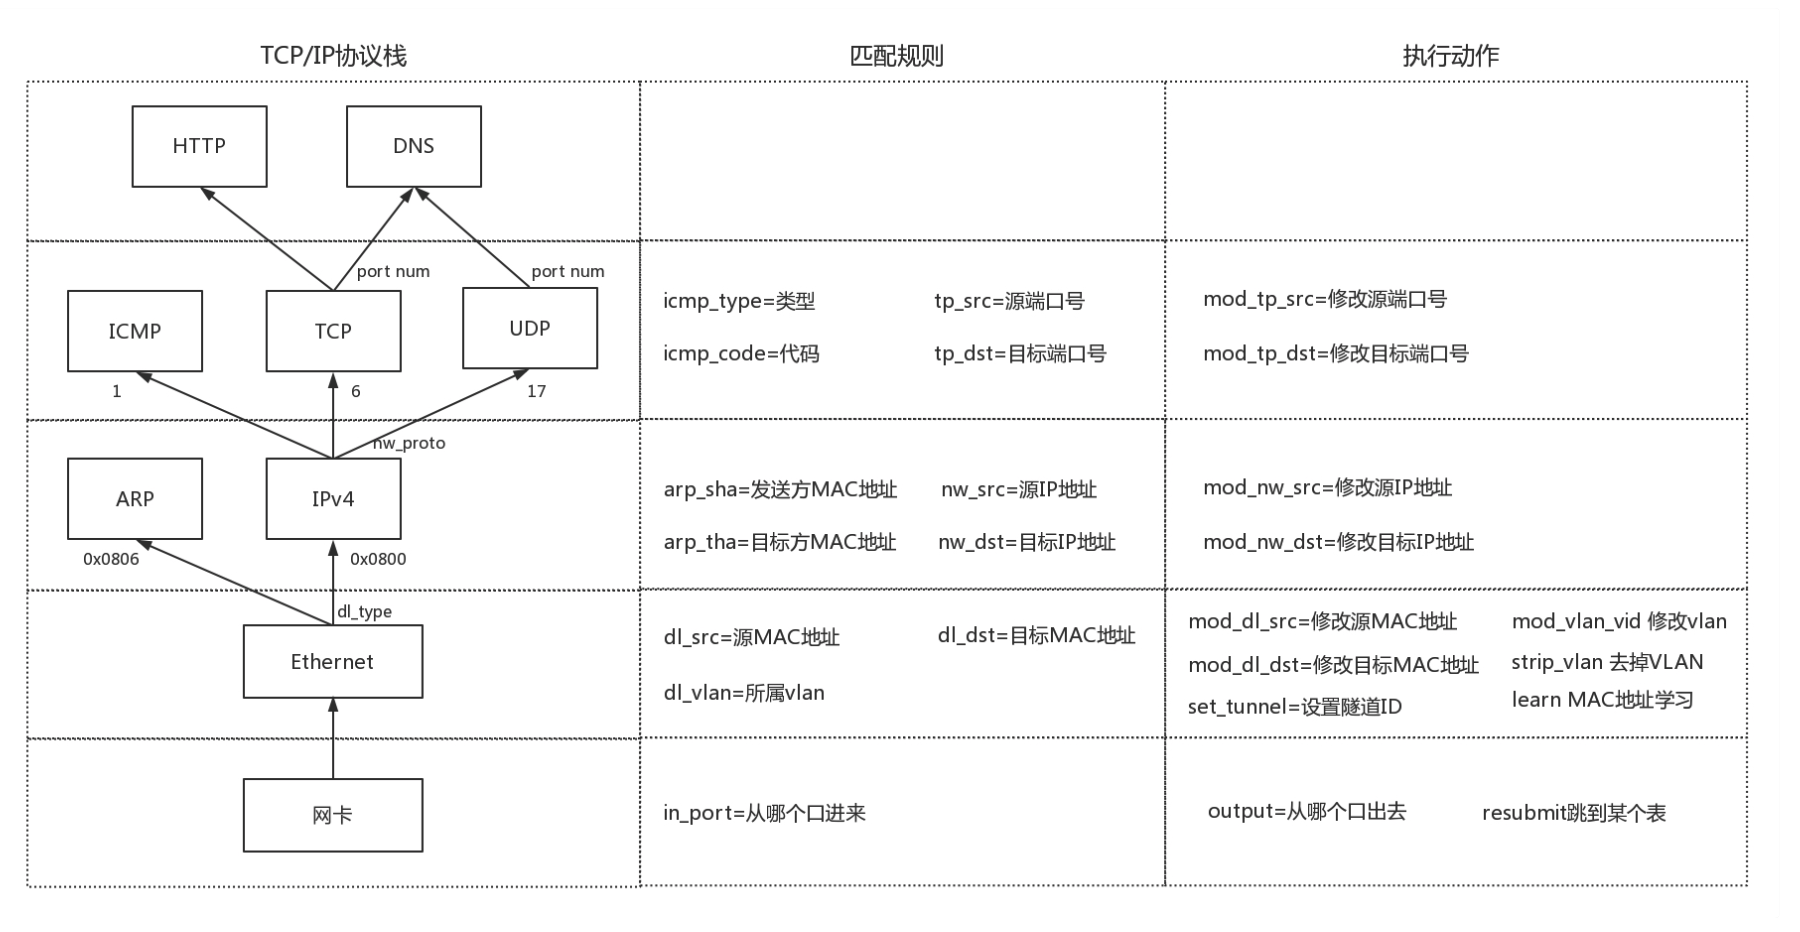 TCP/IP协议栈
匹配规则
执行动作
HTTP
DNS
port num
port num
ICMP
TCP
UDP
1
6
17
icmp_type=类型
tp_src=源端口号
icmp_code=代码
tp_dst=目标端口号
mod_tp_src=修改源端口号
mod_tp_dst=修改目标端口号
nw_proto
ARP
IPv4
0x0806
0x0800
arp_sha=发送方MAC地址
nw_src=源IP地址
arp_tha=目标方MAC地址
nw_dst=目标IP地址
mod_nw_src=修改源IP地址
mod_nw_dst=修改目标IP地址
dl_type
Ethernet
dl_src=源MAC地址
dl_dst=目标MAC地址
dl_vlan=所属vlan
mod_dl_src=修改源MAC地址
mod_vlan_vid 修改vlan
mod_dl_dst=修改目标MAC地址
strip_vlan 去掉VLAN
set_tunnel=设置隧道ID
learn MAC地址学习
网卡
in_port=从哪个口进来
output=从哪个口出去
resubmit跳到某个表